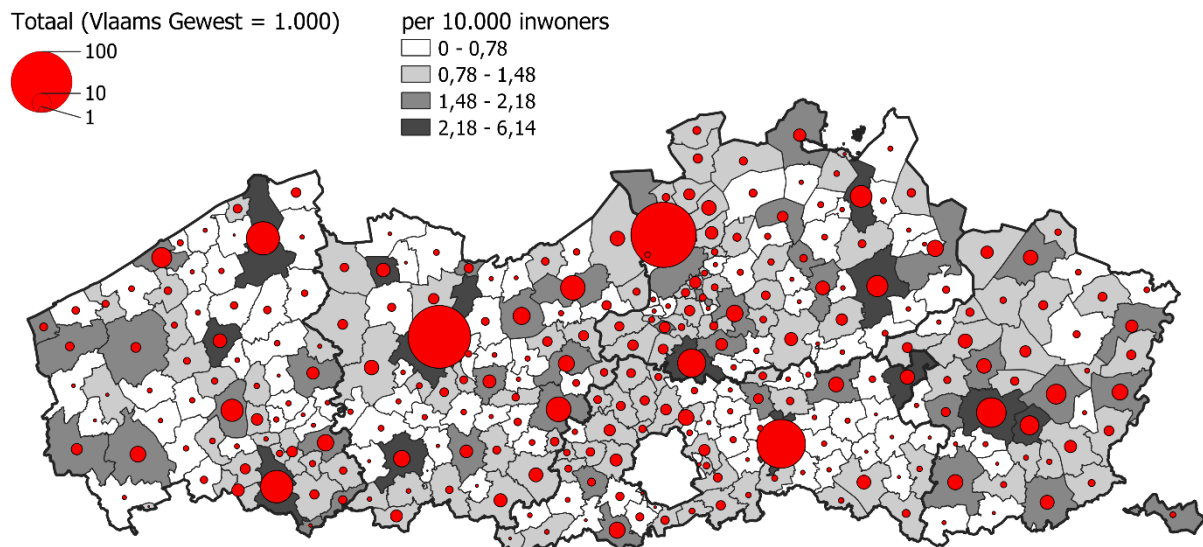 Totaal (Vlaams Gewest = 1.000)
100
10
1
per 10.000 inwoners
0 - 0,78
0,78 - 1,48
1,48 - 2,18
2,18 - 6,14